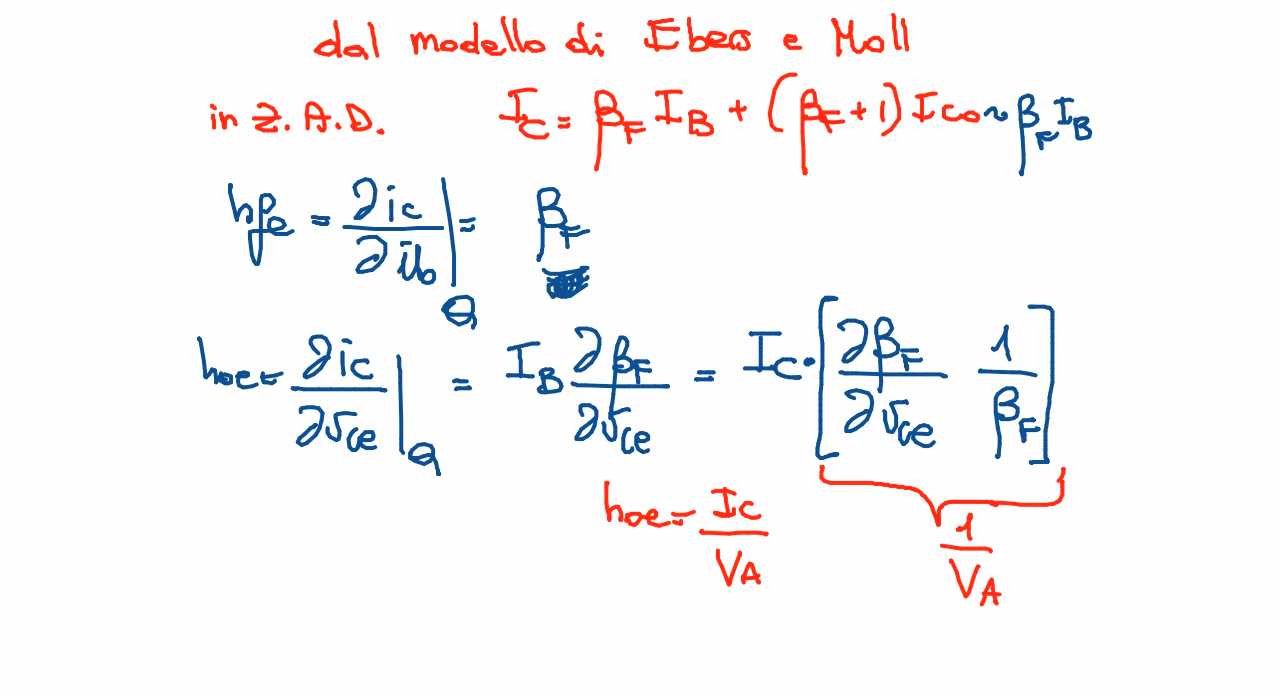 dal modello di Ebers e Moll
in Z.A.D. I_C = β_F I_B + (β_F + 1) I_CO ~ β_F I_B
h_fe = ∂i_c / ∂i_b |_Q = β_F
h_oe = ∂i_c / ∂v_ce |_Q = I_B ∂β_F / ∂v_ce = I_C · [∂β_F / ∂v_ce 1 / β_F]
h_oe = I_C / V_A 1 / V_A